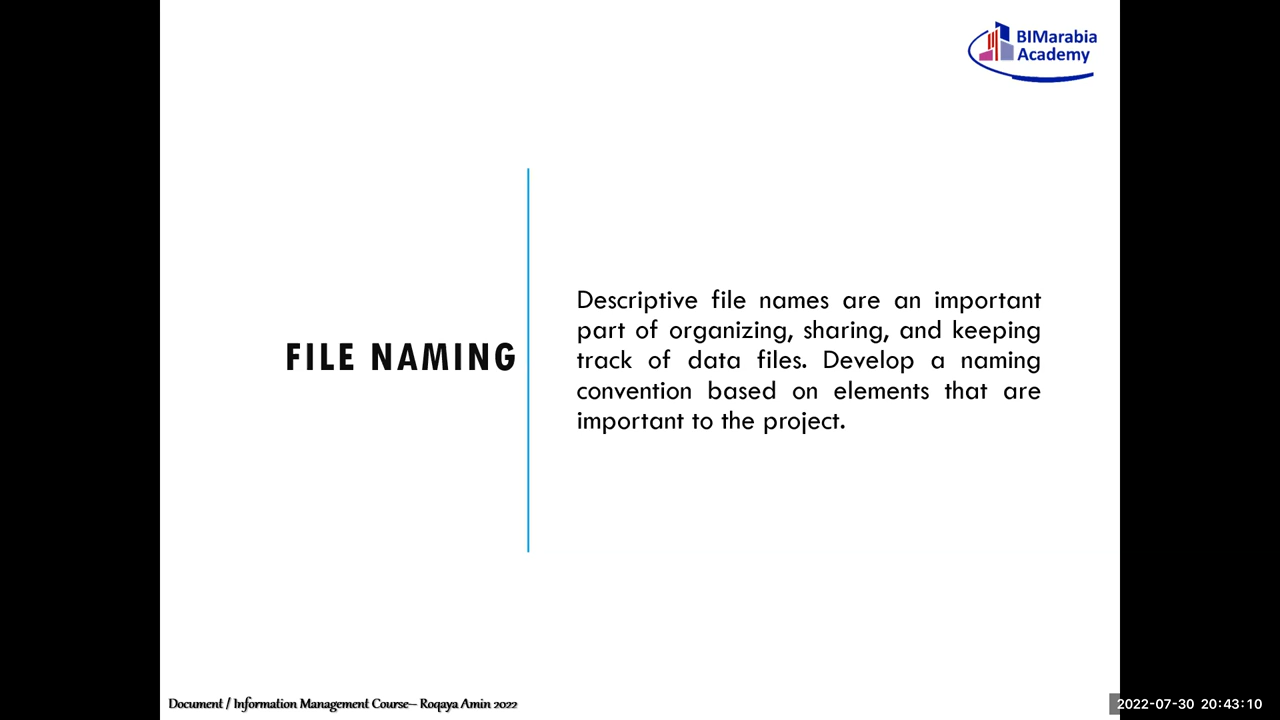 BIMarabia
Academy
FILE NAMING
Descriptive file names are an important
part of organizing, sharing, and keeping
track of data files. Develop a naming
convention based on elements that are
important to the project.
Document / Information Management Course– Roqaya Amin 2022
2022-07-30 20:43:10